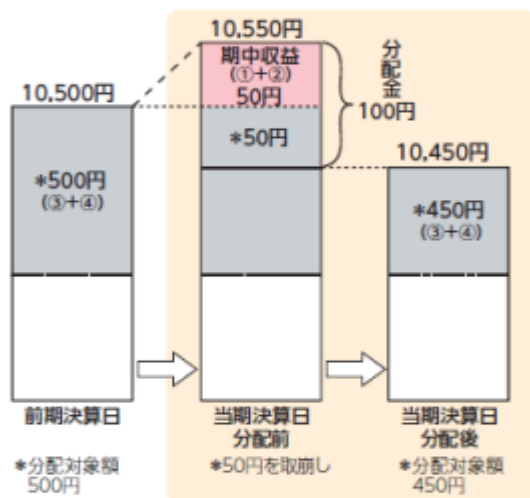 10,550円
期中収益
(①+②)
50円
*50円
分配金
100円
10,500円
*500円
(③+④)
10,450円
*450円
(③+④)
前期決算日
*分配対象額
500円
当期決算日
分配前
*50円を取崩し
当期決算日
分配後
*分配対象額
450円